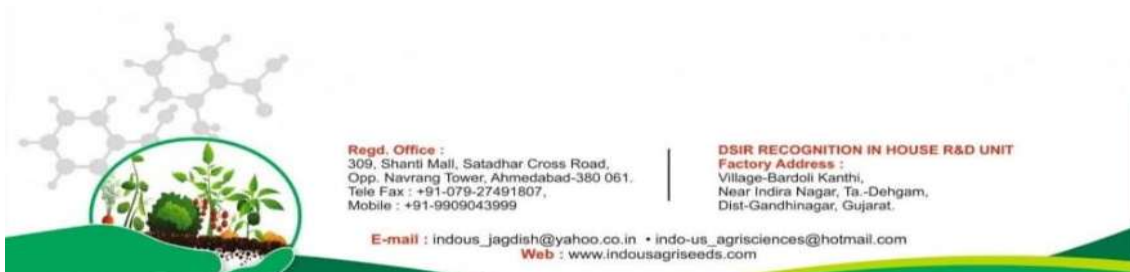 Regd. Office :
309, Shanti Mall, Satadhar Cross Road,
Opp. Navrang Tower, Ahmedabad-380 061.
Tele Fax : +91-079-27491807,
Mobile : +91-9909043999
DSIR RECOGNITION IN HOUSE R&D UNIT
Factory Address :
Village-Bardoli Kanthi,
Near Indira Nagar, Ta.-Dehgam,
Dist-Gandhinagar, Gujarat.
E-mail : indous_jagdish@yahoo.co.in • indo-us_agrisciences@hotmail.com
Web : www.indousagriseeds.com